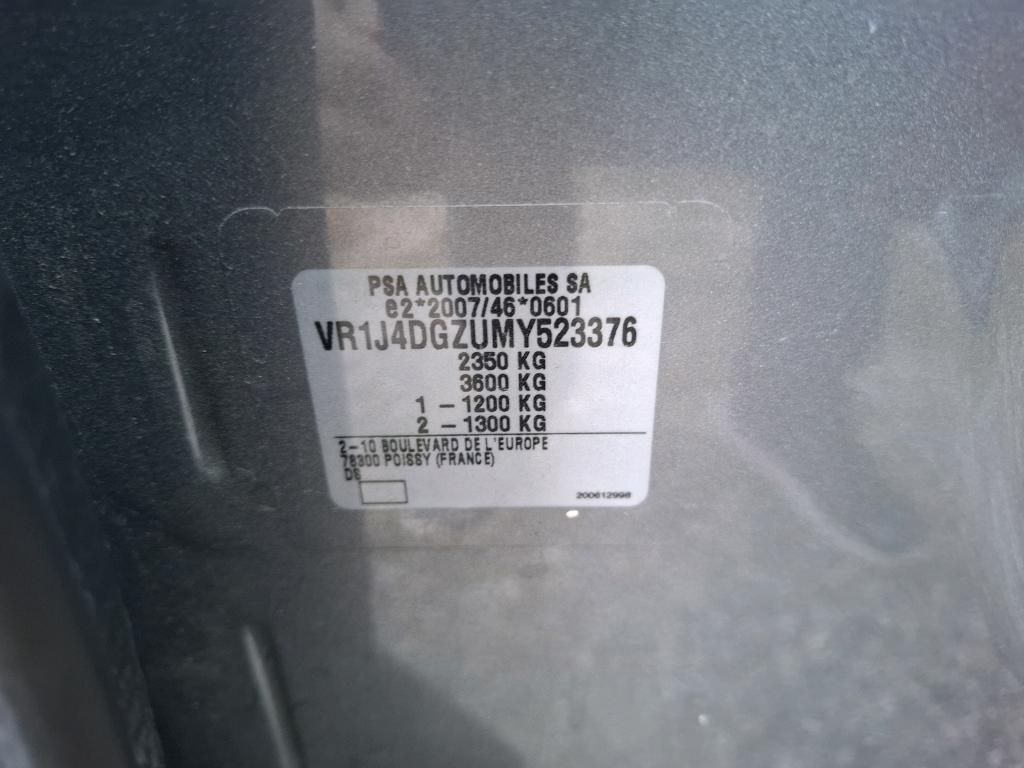 PSA AUTOMOBILES SA
e2*2007/46*0601
VR1J4DGZUMY523376
2350 KG
3600 KG
1 – 1200 KG
2 – 1300 KG
2–10 BOULEVARD DE L'EUROPE
78300 POISSY (FRANCE)
DS
200612998